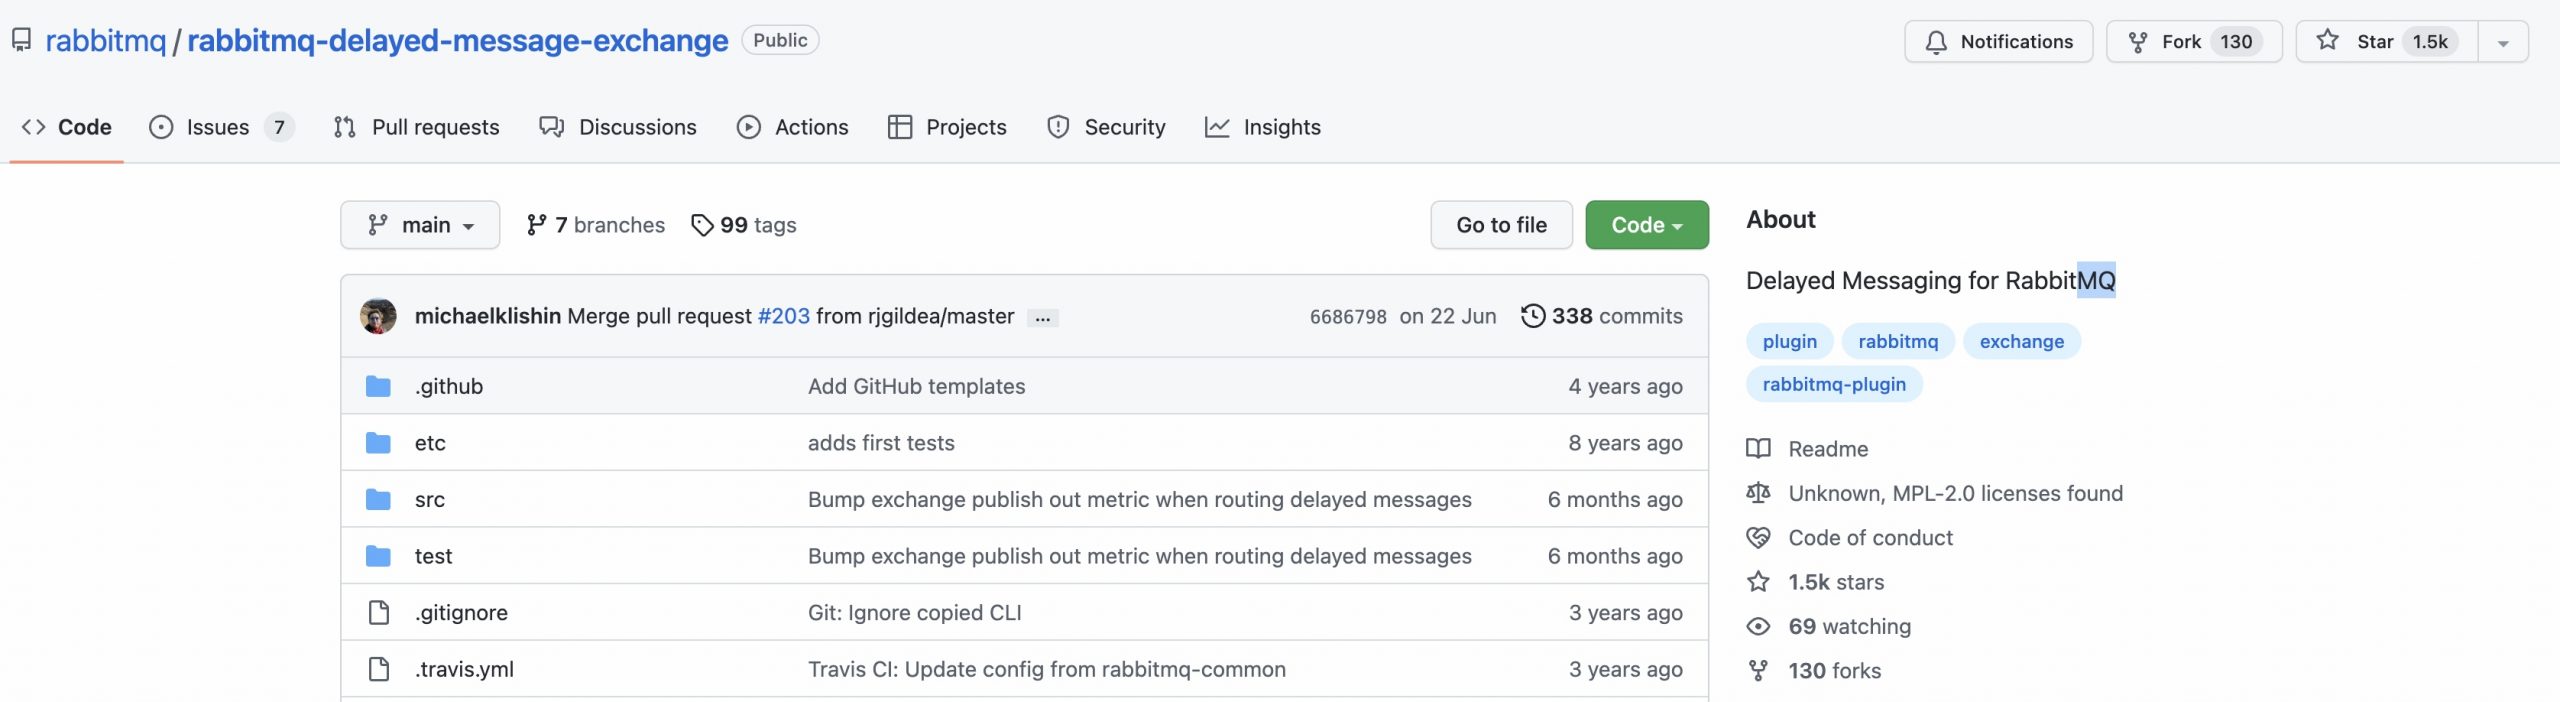 rabbitmq / rabbitmq-delayed-message-exchange Public
Notifications Fork 130 Star 1.5k
Code Issues 7 Pull requests Discussions Actions Projects Security Insights
main 7 branches 99 tags Go to file Code
michaelklishin Merge pull request #203 from rjgildea/master ... 6686798 on 22 Jun 338 commits
.github Add GitHub templates 4 years ago
etc adds first tests 8 years ago
src Bump exchange publish out metric when routing delayed messages 6 months ago
test Bump exchange publish out metric when routing delayed messages 6 months ago
.gitignore Git: Ignore copied CLI 3 years ago
.travis.yml Travis CI: Update config from rabbitmq-common 3 years ago
About
Delayed Messaging for RabbitMQ
plugin rabbitmq exchange
rabbitmq-plugin
Readme
Unknown, MPL-2.0 licenses found
Code of conduct
1.5k stars
69 watching
130 forks